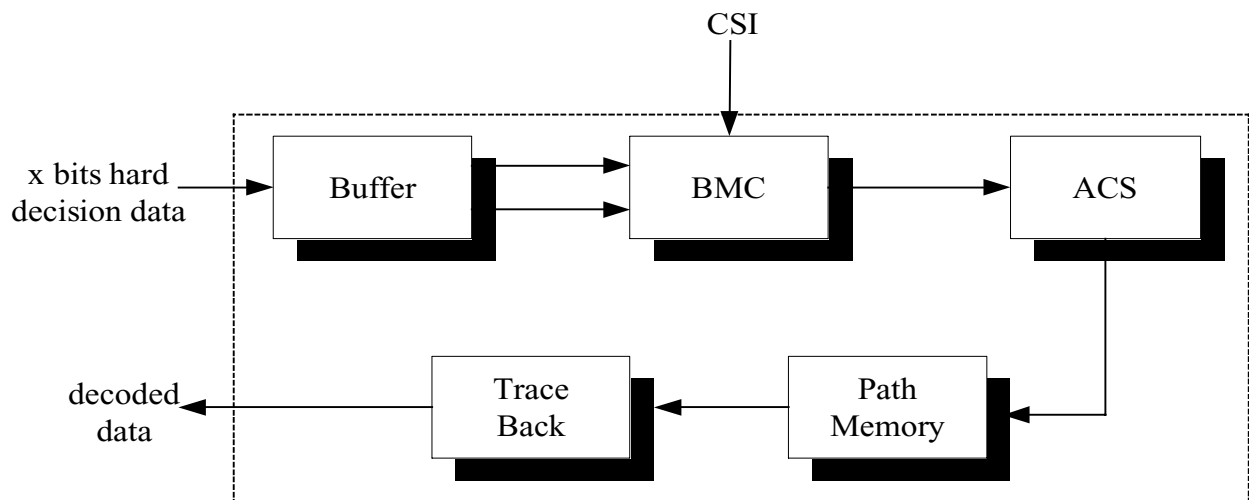 CSI
x bits hard
decision data
Buffer
BMC
ACS
decoded
data
Trace
Back
Path
Memory